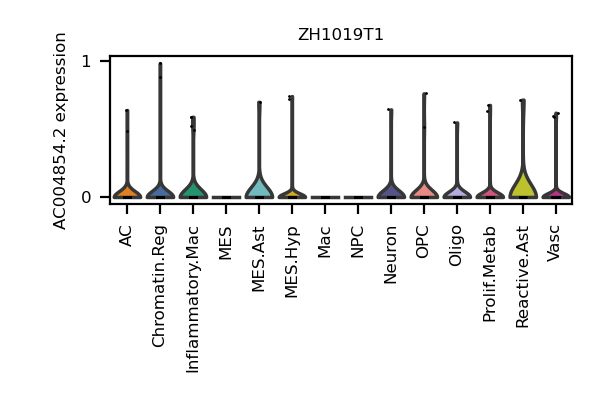 ZH1019T1
AC004854.2 expression
1
0
AC
Chromatin.Reg
Inflammatory.Mac
MES
MES.Ast
MES.Hyp
Mac
NPC
Neuron
OPC
Oligo
Prolif.Metab
Reactive.Ast
Vasc